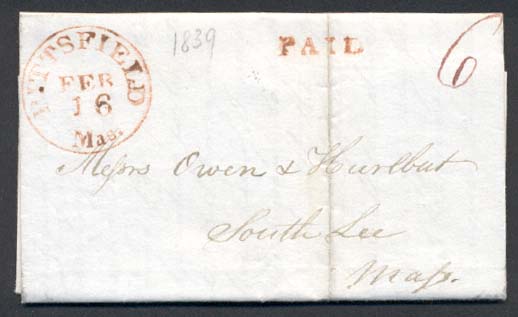 PITTSFIELD
FEB
16
Mas.
1839
PAID
6
Messrs Owen & Hurlbut
South Lee
Mass.